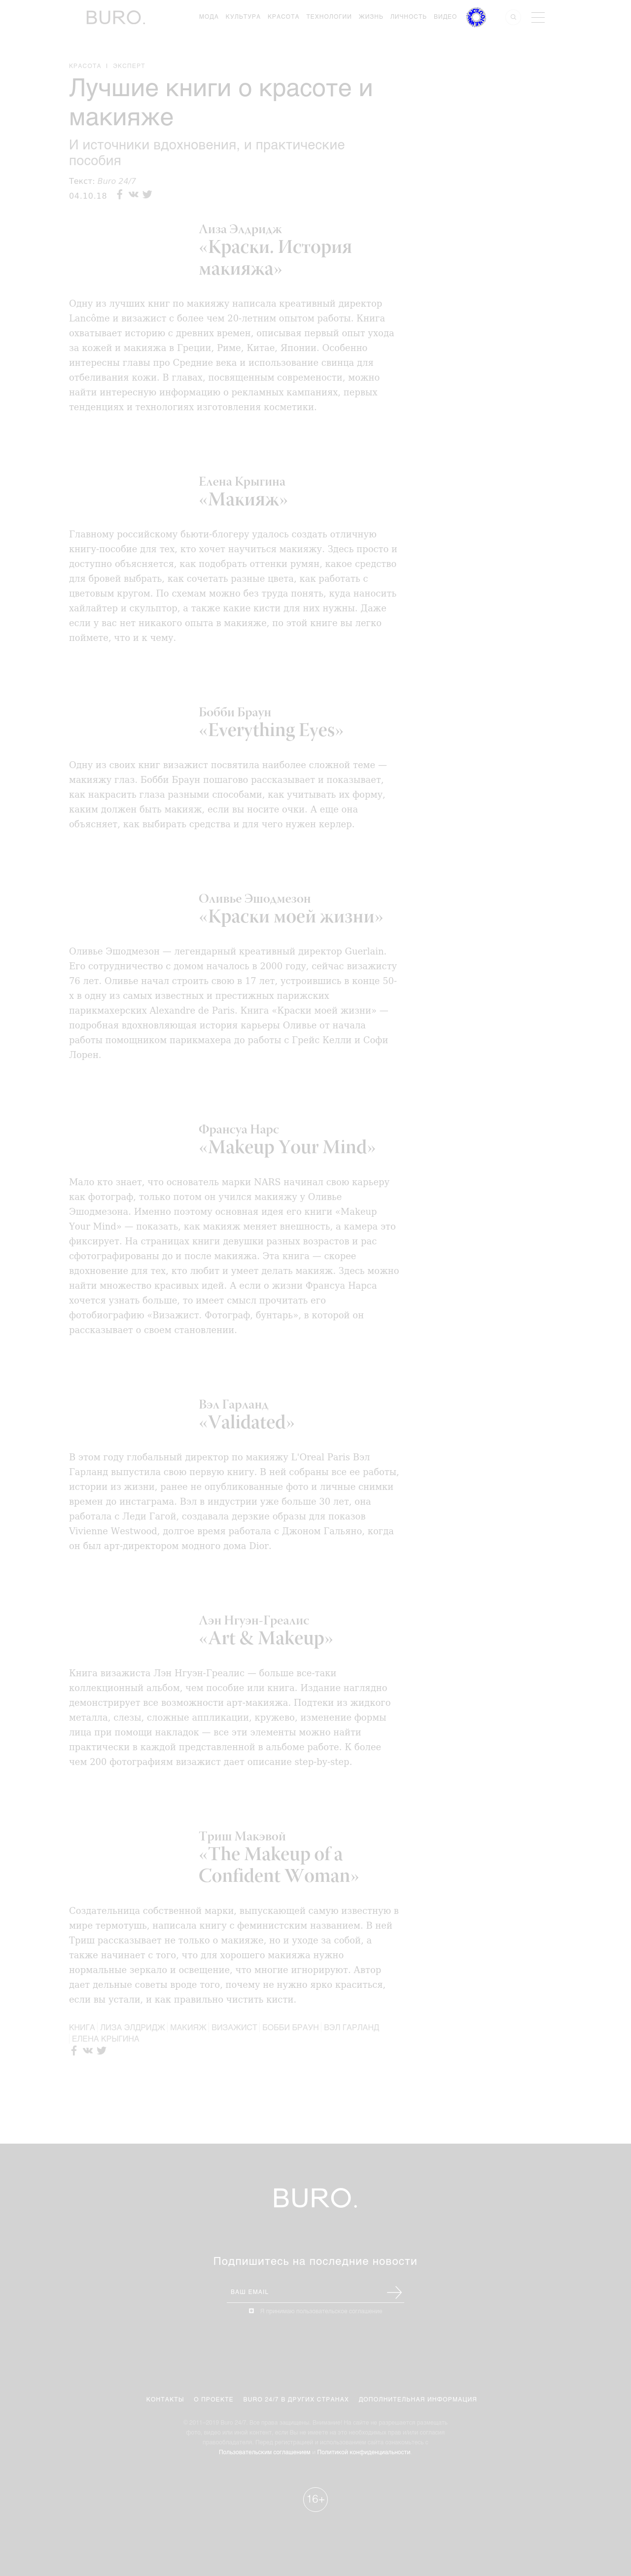 BURO.
МОДА КУЛЬТУРА КРАСОТА ТЕХНОЛОГИИ ЖИЗНЬ ЛИЧНОСТЬ ВИДЕО
КРАСОТА ЭКСПЕРТ
Лучшие книги о красоте и
макияже
И источники вдохновения, и практические
пособия
Текст: Buro 24/7
04.10.18
Лиза Элдридж
«Краски. История
макияжа»
Одну из лучших книг по макияжу написала креативный директор
Lancôme и визажист с более чем 20-летним опытом работы. Книга
охватывает историю с древних времен, описывая первый опыт ухода
за кожей и макияжа в Греции, Риме, Китае, Японии. Особенно
интересны главы про Средние века и использование свинца для
отбеливания кожи. В главах, посвященным современости, можно
найти интересную информацию о рекламных кампаниях, первых
тенденциях и технологиях изготовления косметики.
Елена Крыгина
«Макияж»
Главному российскому бьюти-блогеру удалось создать отличную
книгу-пособие для тех, кто хочет научиться макияжу. Здесь просто и
доступно объясняется, как подобрать оттенки румян, какое средство
для бровей выбрать, как сочетать разные цвета, как работать с
цветовым кругом. По схемам можно без труда понять, куда наносить
хайлайтер и скульптор, а также какие кисти для них нужны. Даже
если у вас нет никакого опыта в макияже, по этой книге вы легко
поймете, что и к чему.
Бобби Браун
«Everything Eyes»
Одну из своих книг визажист посвятила наиболее сложной теме —
макияжу глаз. Бобби Браун пошагово рассказывает и показывает,
как накрасить глаза разными способами, как учитывать их форму,
каким должен быть макияж, если вы носите очки. А еще она
объясняет, как выбирать средства и для чего нужен керлер.
Оливье Эшодмезон
«Краски моей жизни»
Оливье Эшодмезон — легендарный креативный директор Guerlain.
Его сотрудничество с домом началось в 2000 году, сейчас визажисту
76 лет. Оливье начал строить свою в 17 лет, устроившись в конце 50-
х в одну из самых известных и престижных парижских
парикмахерских Alexandre de Paris. Книга «Краски моей жизни» —
подробная вдохновляющая история карьеры Оливье от начала
работы помощником парикмахера до работы с Грейс Келли и Софи
Лорен.
Франсуа Нарс
«Makeup Your Mind»
Мало кто знает, что основатель марки NARS начинал свою карьеру
как фотограф, только потом он учился макияжу у Оливье
Эшодмезона. Именно поэтому основная идея его книги «Makeup
Your Mind» — показать, как макияж меняет внешность, а камера это
фиксирует. На страницах книги девушки разных возрастов и рас
сфотографированы до и после макияжа. Эта книга — скорее
вдохновение для тех, кто любит и умеет делать макияж. Здесь можно
найти множество красивых идей. А если о жизни Франсуа Нарса
хочется узнать больше, то имеет смысл прочитать его
фотобиографию «Визажист. Фотограф, бунтарь», в которой он
рассказывает о своем становлении.
Вэл Гарланд
«Validated»
В этом году глобальный директор по макияжу L'Oreal Paris Вэл
Гарланд выпустила свою первую книгу. В ней собраны все ее работы,
истории из жизни, ранее не опубликованные фото и личные снимки
времен до инстаграма. Вэл в индустрии уже больше 30 лет, она
работала с Леди Гагой, создавала дерзкие образы для показов
Vivienne Westwood, долгое время работала с Джоном Гальяно, когда
он был арт-директором модного дома Dior.
Лэн Нгуэн-Греалис
«Art & Makeup»
Книга визажиста Лэн Нгуэн-Греалис — больше все-таки
коллекционный альбом, чем пособие или книга. Издание наглядно
демонстрирует все возможности арт-макияжа. Подтеки из жидкого
металла, слезы, сложные аппликации, кружево, изменение формы
лица при помощи накладок — все эти элементы можно найти
практически в каждой представленной в альбоме работе. К более
чем 200 фотографиям визажист дает описание step-by-step.
Триш Макэвой
«The Makeup of a
Confident Woman»
Создательница собственной марки, выпускающей самую известную в
мире термотушь, написала книгу с феминистским названием. В ней
Триш рассказывает не только о макияже, но и уходе за собой, а
также начинает с того, что для хорошего макияжа нужно
нормальные зеркало и освещение, что многие игнорируют. Автор
дает дельные советы вроде того, почему не нужно ярко краситься,
если вы устали, и как правильно чистить кисти.
КНИГА ЛИЗА ЭЛДРИДЖ МАКИЯЖ ВИЗАЖИСТ БОББИ БРАУН ВЭЛ ГАРЛАНД
ЕЛЕНА КРЫГИНА
BURO.
Подпишитесь на последние новости
ВАШ EMAIL
КОНТАКТЫ О ПРОЕКТЕ BURO 24/7 В ДРУГИХ СТРАНАХ ДОПОЛНИТЕЛЬНАЯ ИНФОРМАЦИЯ
Пользовательским соглашением и Политикой конфиденциальности
16+